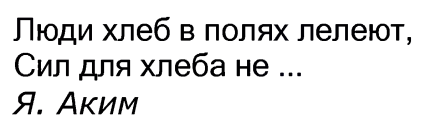 Люди хлеб в полях лелеют,
Сил для хлеба не ...
Я. Аким